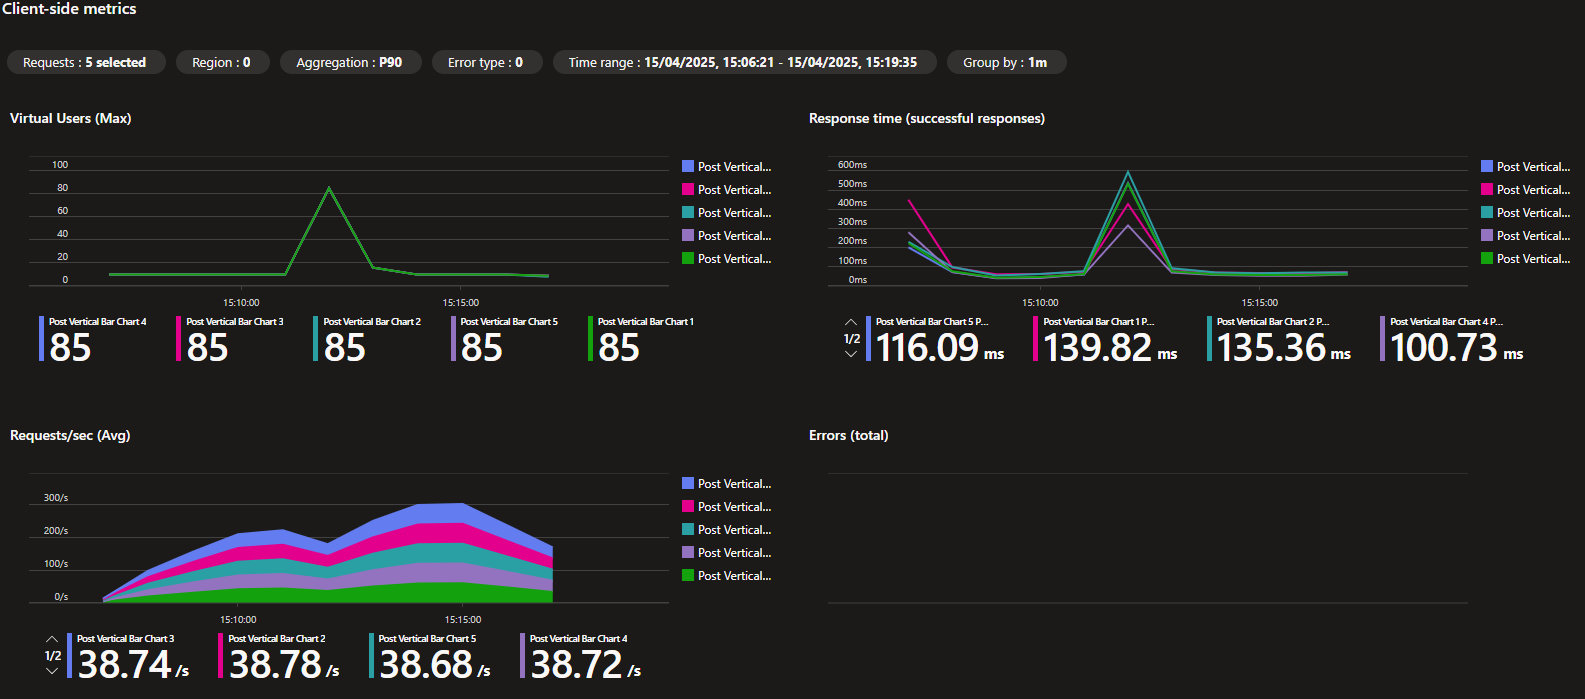 Client-side metrics
Requests : 5 selected
Region : 0
Aggregation : P90
Error type : 0
Time range : 15/04/2025, 15:06:21 - 15/04/2025, 15:19:35
Group by : 1m
Virtual Users (Max)
100
80
60
40
20
0
15:10:00
15:15:00
Post Vertical...
Post Vertical...
Post Vertical...
Post Vertical...
Post Vertical...
Post Vertical Bar Chart 4
85
Post Vertical Bar Chart 3
85
Post Vertical Bar Chart 2
85
Post Vertical Bar Chart 5
85
Post Vertical Bar Chart 1
85
Response time (successful responses)
600ms
500ms
400ms
300ms
200ms
100ms
0ms
15:10:00
15:15:00
Post Vertical...
Post Vertical...
Post Vertical...
Post Vertical...
Post Vertical...
1/2
Post Vertical Bar Chart 5 P...
116.09 ms
Post Vertical Bar Chart 1 P...
139.82 ms
Post Vertical Bar Chart 2 P...
135.36 ms
Post Vertical Bar Chart 4 P...
100.73 ms
Requests/sec (Avg)
300/s
200/s
100/s
0/s
15:10:00
15:15:00
Post Vertical...
Post Vertical...
Post Vertical...
Post Vertical...
Post Vertical...
1/2
Post Vertical Bar Chart 3
38.74 /s
Post Vertical Bar Chart 2
38.78 /s
Post Vertical Bar Chart 5
38.68 /s
Post Vertical Bar Chart 4
38.72 /s
Errors (total)